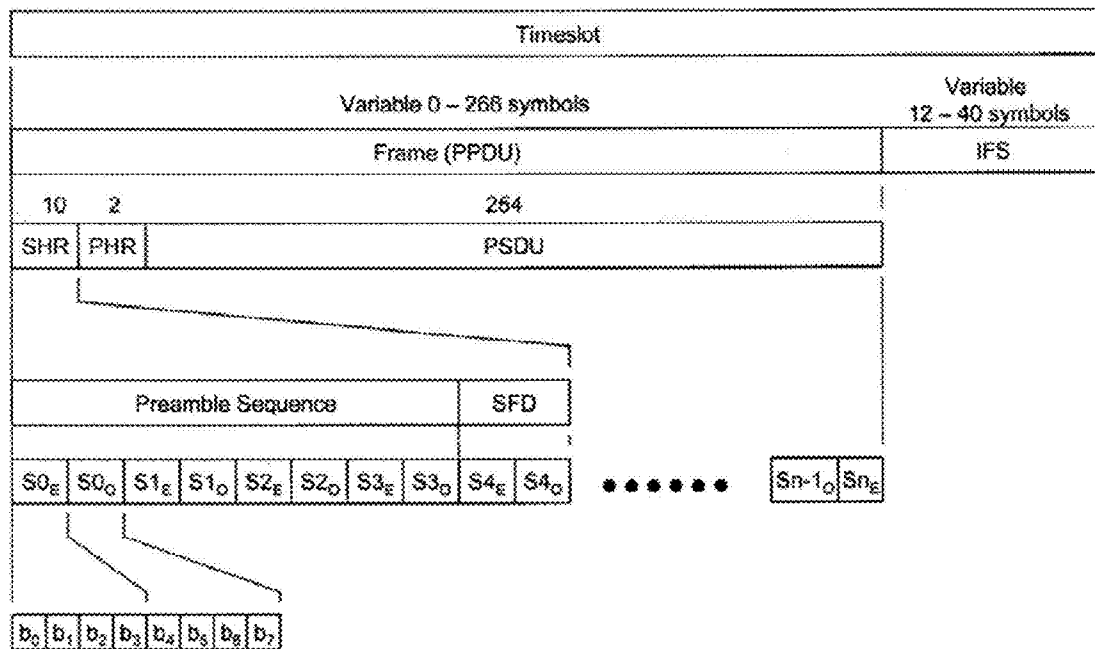 Timeslot
Variable 0 – 266 symbols
Variable
12 – 40 symbols
Frame (PPDU) IFS
10 2 254
SHR PHR PSDU
Preamble Sequence SFD
S0E S0O S1E S1O S2E S2O S3E S3O S4E S4O ...... Sn-1O SnE
b0 b1 b2 b3 b4 b5 b6 b7